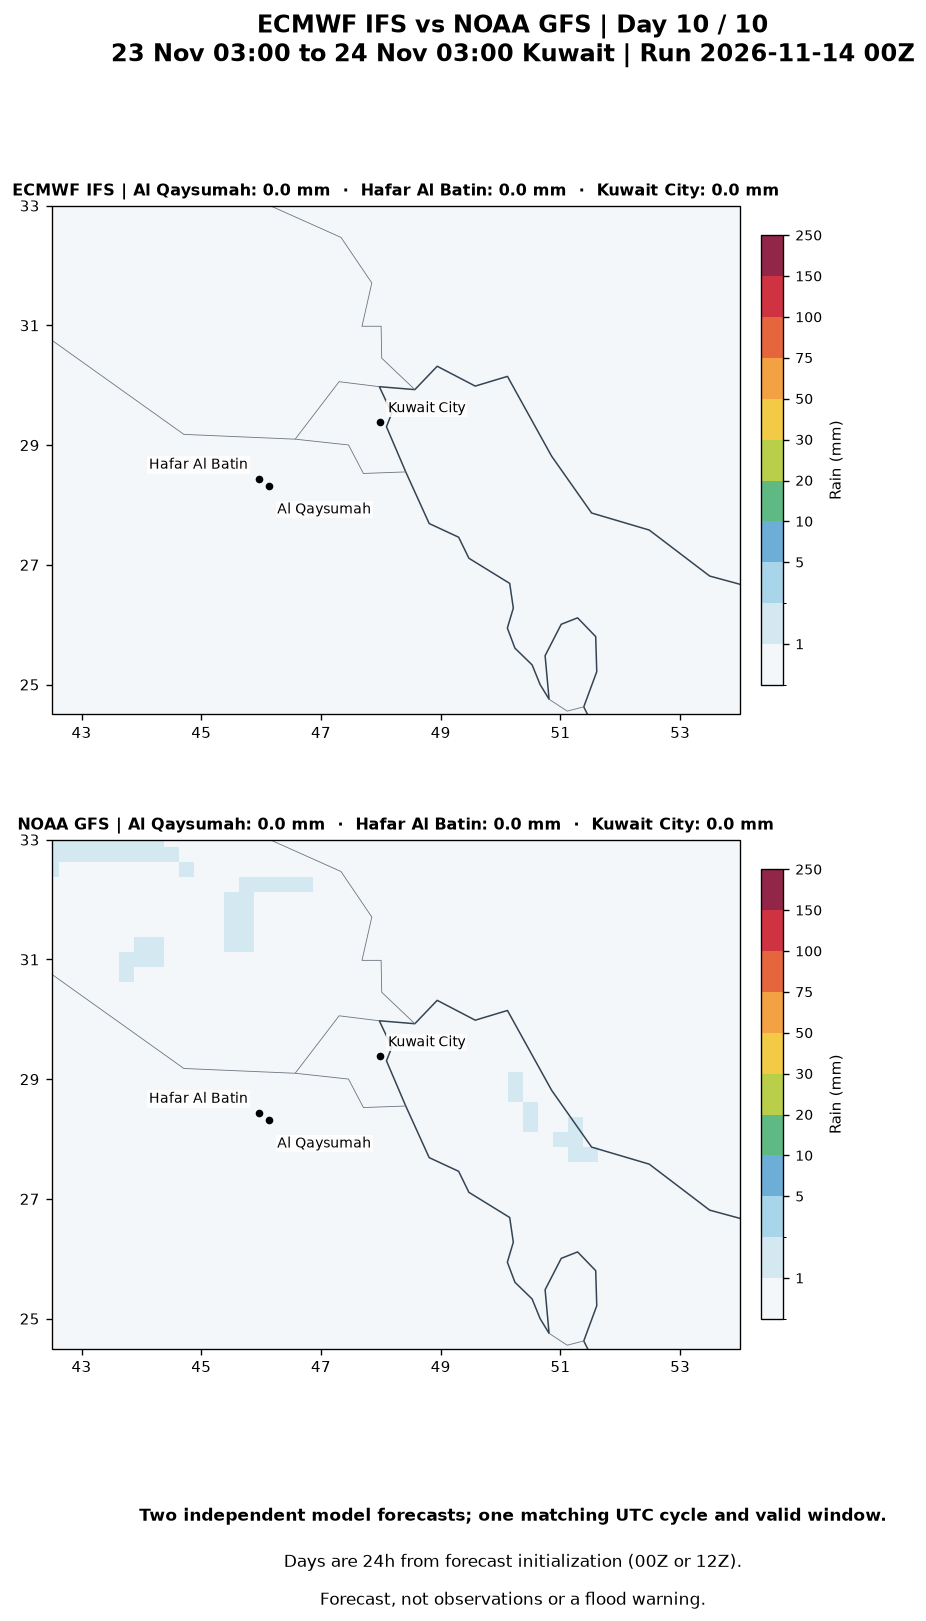 ECMWF IFS vs NOAA GFS | Day 10 / 10
23 Nov 03:00 to 24 Nov 03:00 Kuwait | Run 2026-11-14 00Z
ECMWF IFS | Al Qaysumah: 0.0 mm · Hafar Al Batin: 0.0 mm · Kuwait City: 0.0 mm
33
31
29
27
25
Kuwait City
Hafar Al Batin
Al Qaysumah
43 45 47 49 51 53
250
150
100
75
50
30
20
10
5
1
Rain (mm)
NOAA GFS | Al Qaysumah: 0.0 mm · Hafar Al Batin: 0.0 mm · Kuwait City: 0.0 mm
33
31
29
27
25
Kuwait City
Hafar Al Batin
Al Qaysumah
43 45 47 49 51 53
250
150
100
75
50
30
20
10
5
1
Rain (mm)
Two independent model forecasts; one matching UTC cycle and valid window.
Days are 24h from forecast initialization (00Z or 12Z).
Forecast, not observations or a flood warning.